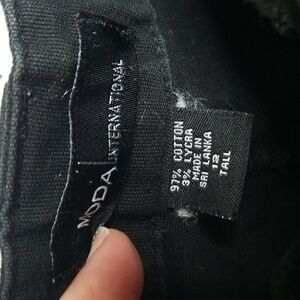 MODA INTERNATIONAL
97% COTTON
3% LYCRA
MADE IN
SRI LANKA
12
TALL